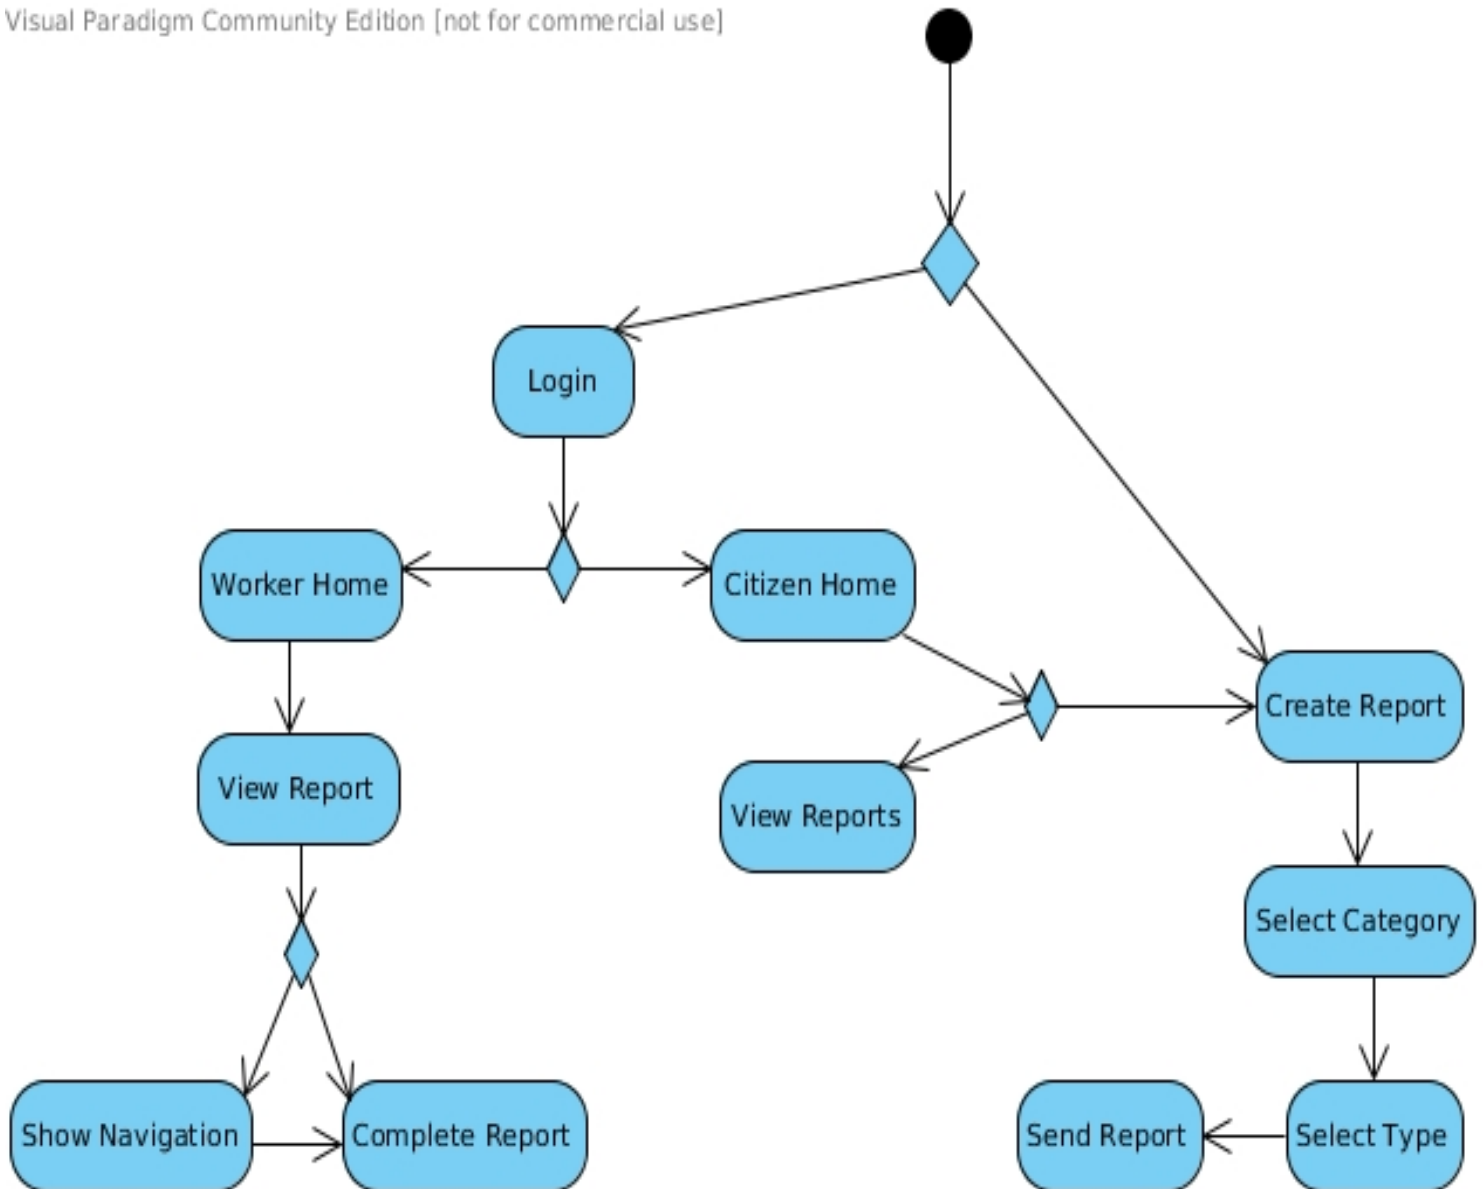 Visual Paradigm Community Edition [not for commercial use]
Login
Worker Home
Citizen Home
Create Report
View Report
View Reports
Select Category
Show Navigation
Complete Report
Send Report
Select Type